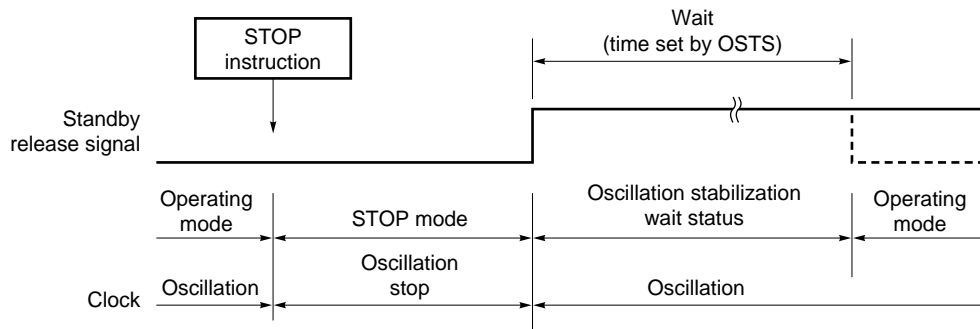 STOP
instruction
Wait
(time set by OSTS)
Standby
release signal
Operating
mode
STOP mode
Oscillation stabilization
wait status
Operating
mode
Clock
Oscillation
Oscillation
stop
Oscillation